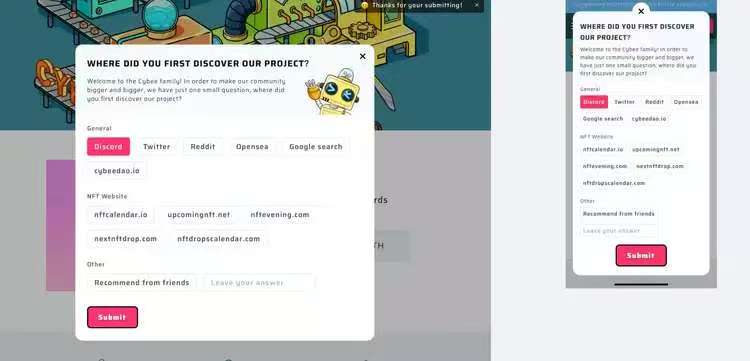 Thanks for your submitting!
WHERE DID YOU FIRST DISCOVER OUR PROJECT?
Welcome to the Cybee family! In order to make our community
bigger and bigger, we have just one small question, where did
you first discover our project?
General
Discord Twitter Reddit Opensea Google search
cybeedao.io
NFT Website
nftcalendar.io upcomingnft.net nftevening.com
nextnftdrop.com nftdropscalendar.com
Other
Recommend from friends Leave your answer
Submit
WHERE DID YOU FIRST DISCOVER
OUR PROJECT?
Welcome to the Cybee family! In order to
make our community bigger and bigger, we
have just one small question, where did you
first discover our project?
General
Discord Twitter Reddit Opensea
Google search cybeedao.io
NFT Website
nftcalendar.io upcomingnft.net
nftevening.com nextnftdrop.com
nftdropscalendar.com
Other
Recommend from friends
Leave your answer
Submit